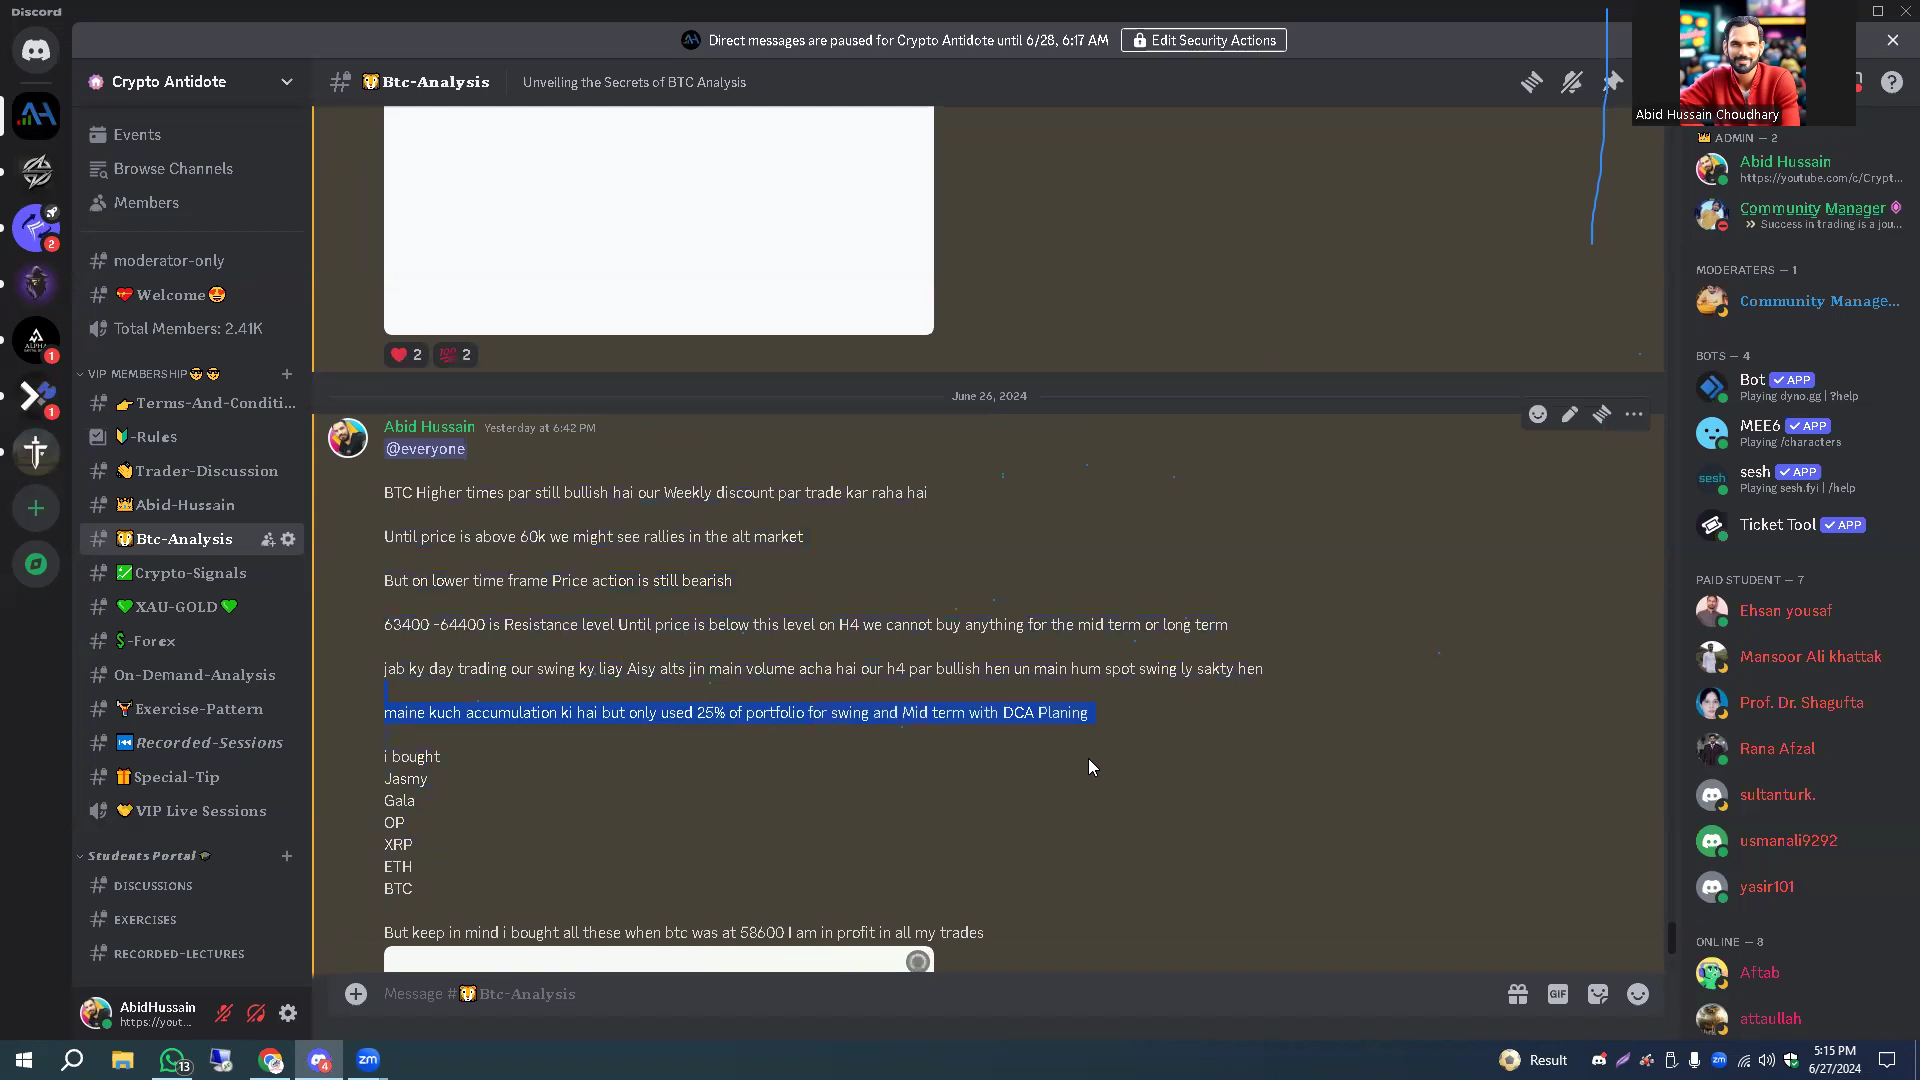 Discord
Direct messages are paused for Crypto Antidote until 6/28, 6:17 AM
Edit Security Actions
Abid Hussain Choudhary
Crypto Antidote
Events
Browse Channels
Members
moderator-only
Welcome
Total Members: 2.41K
VIP MEMBERSHIP
Terms-And-Conditi...
-Rules
Trader-Discussion
Abid-Hussain
Btc-Analysis
Crypto-Signals
XAU-GOLD
-Forex
On-Demand-Analysis
Exercise-Pattern
Recorded-Sessions
Special-Tip
VIP Live Sessions
Students Portal
DISCUSSIONS
EXERCISES
RECORDED-LECTURES
AbidHussain
https://yout...
2
1
1
Btc-Analysis
Unveiling the Secrets of BTC Analysis
2
2
June 26, 2024
Abid Hussain Yesterday at 6:42 PM
@everyone
BTC Higher times par still bullish hai our Weekly discount par trade kar raha hai
Until price is above 60k we might see rallies in the alt market
But on lower time frame Price action is still bearish
63400 -64400 is Resistance level Until price is below this level on H4 we cannot buy anything for the mid term or long term
jab ky day trading our swing ky liay Aisy alts jin main volume acha hai our h4 par bullish hen un main hum spot swing ly sakty hen
maine kuch accumulation ki hai but only used 25% of portfolio for swing and Mid term with DCA Planing
i bought
Jasmy
Gala
OP
XRP
ETH
BTC
But keep in mind i bought all these when btc was at 58600 I am in profit in all my trades
Message # Btc-Analysis
GIF
ADMIN — 2
Abid Hussain
https://youtube.com/c/Crypt...
Community Manager
Success in trading is a jou...
MODERATERS — 1
Community Manage...
BOTS — 4
Bot APP
Playing dyno.gg | ?help
MEE6 APP
Playing /characters
sesh APP
Playing sesh.fyi | /help
Ticket Tool APP
PAID STUDENT — 7
Ehsan yousaf
Mansoor Ali khattak
Prof. Dr. Shagufta
Rana Afzal
sultanturk.
usmanali9292
yasir101
ONLINE — 8
Aftab
attaullah
13
4
zm
Result
zm
5:15 PM
6/27/2024